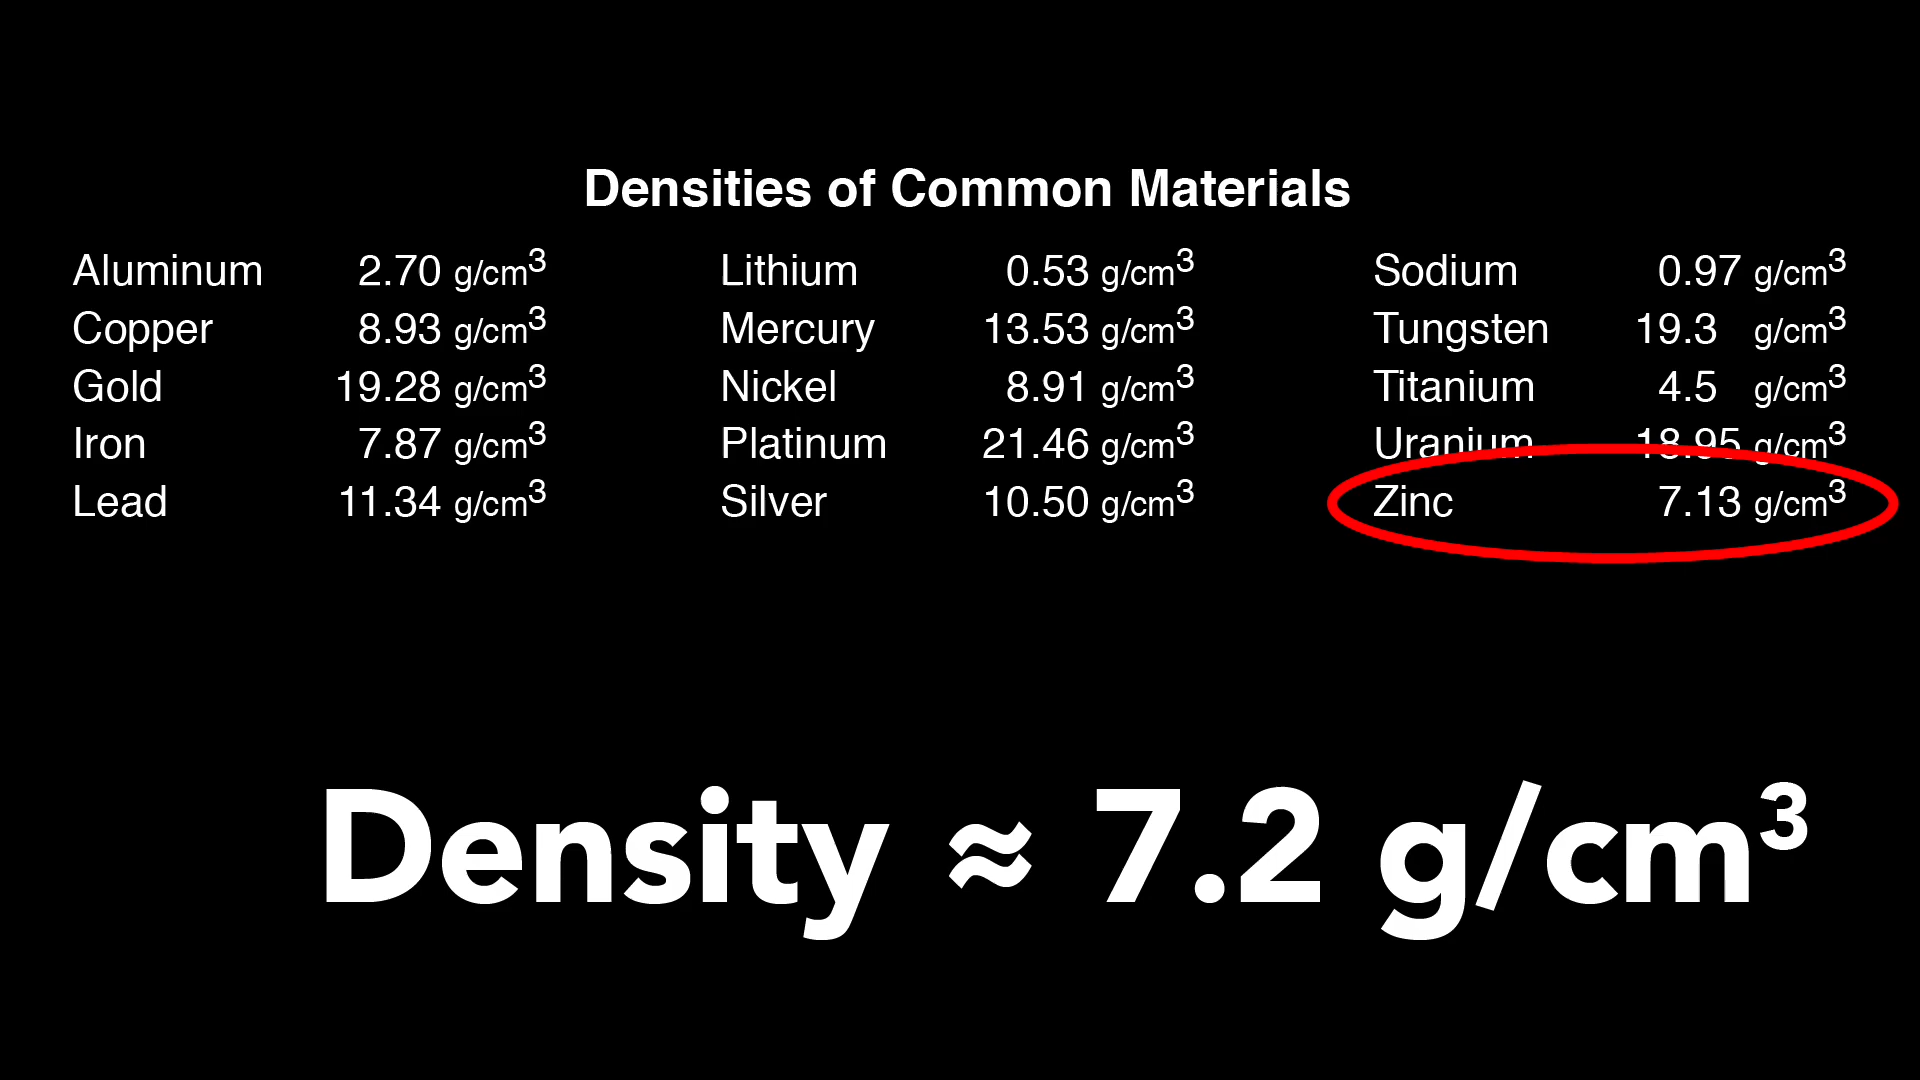 Densities of Common Materials
Aluminum 2.70 g/cm³ Lithium 0.53 g/cm³ Sodium 0.97 g/cm³
Copper 8.93 g/cm³ Mercury 13.53 g/cm³ Tungsten 19.3 g/cm³
Gold 19.28 g/cm³ Nickel 8.91 g/cm³ Titanium 4.5 g/cm³
Iron 7.87 g/cm³ Platinum 21.46 g/cm³ Uranium 18.95 g/cm³
Lead 11.34 g/cm³ Silver 10.50 g/cm³ Zinc 7.13 g/cm³
Density ≈ 7.2 g/cm³